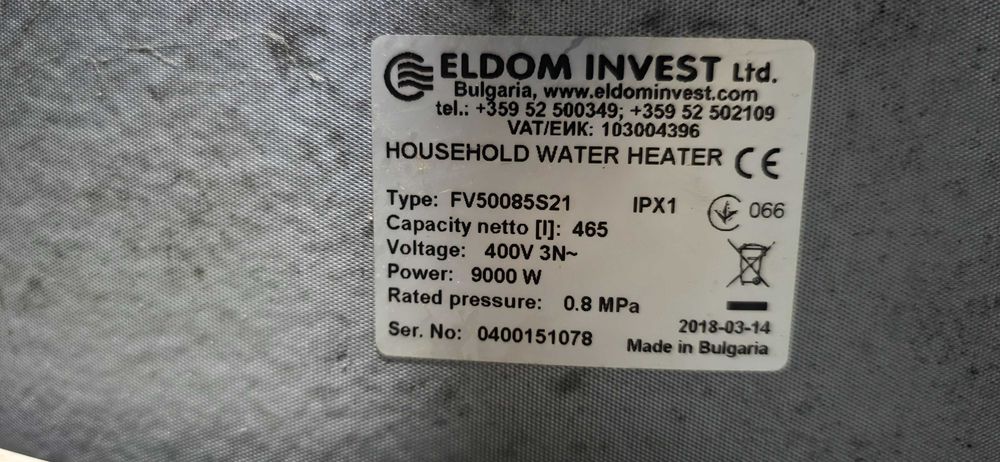 ELDOM INVEST Ltd.
Bulgaria, www.eldominvest.com
tel.: +359 52 500349; +359 52 502109
VAT/ЕИК: 103004396
HOUSEHOLD WATER HEATER CE
Type: FV50085S21 IPX1 066
Capacity netto [l]: 465
Voltage: 400V 3N~
Power: 9000 W
Rated pressure: 0.8 MPa
Ser. No: 0400151078 2018-03-14
Made in Bulgaria